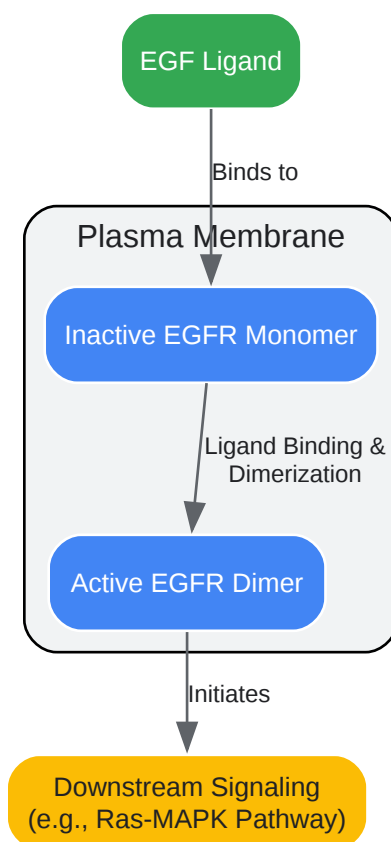 EGF Ligand
Binds to
Plasma Membrane
Inactive EGFR Monomer
Ligand Binding &
Dimerization
Active EGFR Dimer
Initiates
Downstream Signaling
(e.g., Ras-MAPK Pathway)